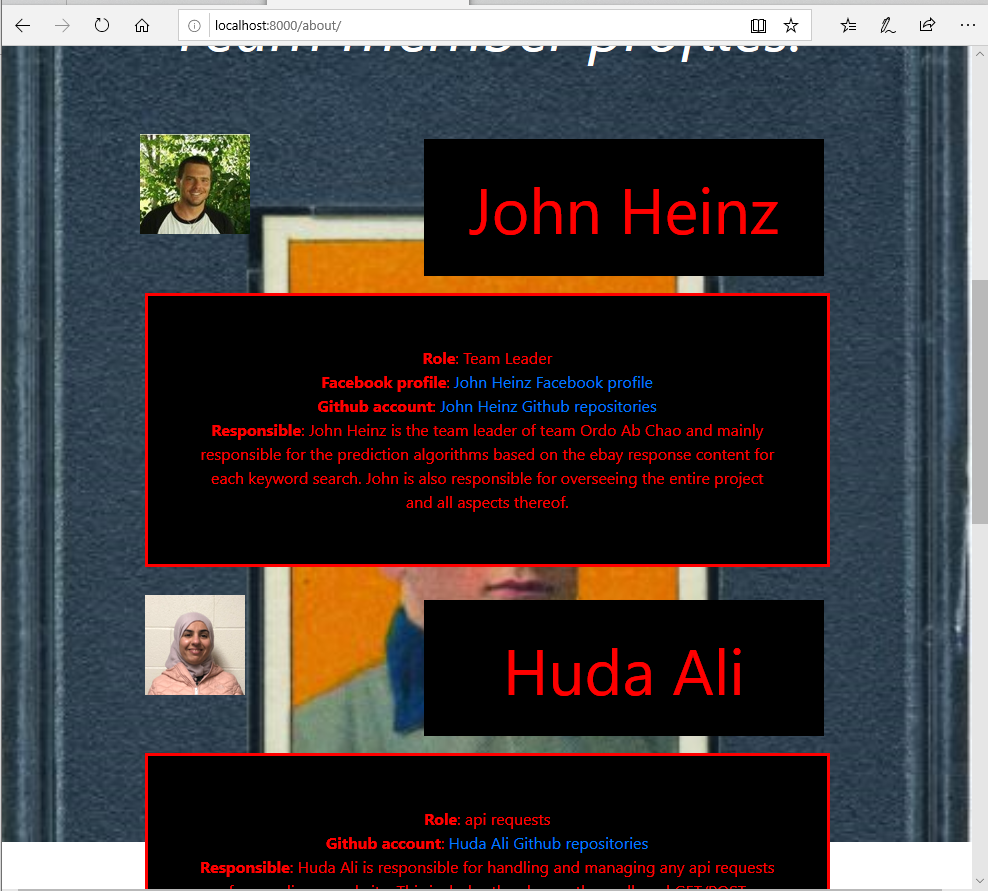 localhost:8000/about/
Team member profiles:
John Heinz
Role: Team Leader
Facebook profile: John Heinz Facebook profile
Github account: John Heinz Github repositories
Responsible: John Heinz is the team leader of team Ordo Ab Chao and mainly
responsible for the prediction algorithms based on the ebay response content for
each keyword search. John is also responsible for overseeing the entire project
and all aspects thereof.
Huda Ali
Role: api requests
Github account: Huda Ali Github repositories
Responsible: Huda Ali is responsible for handling and managing any api requests